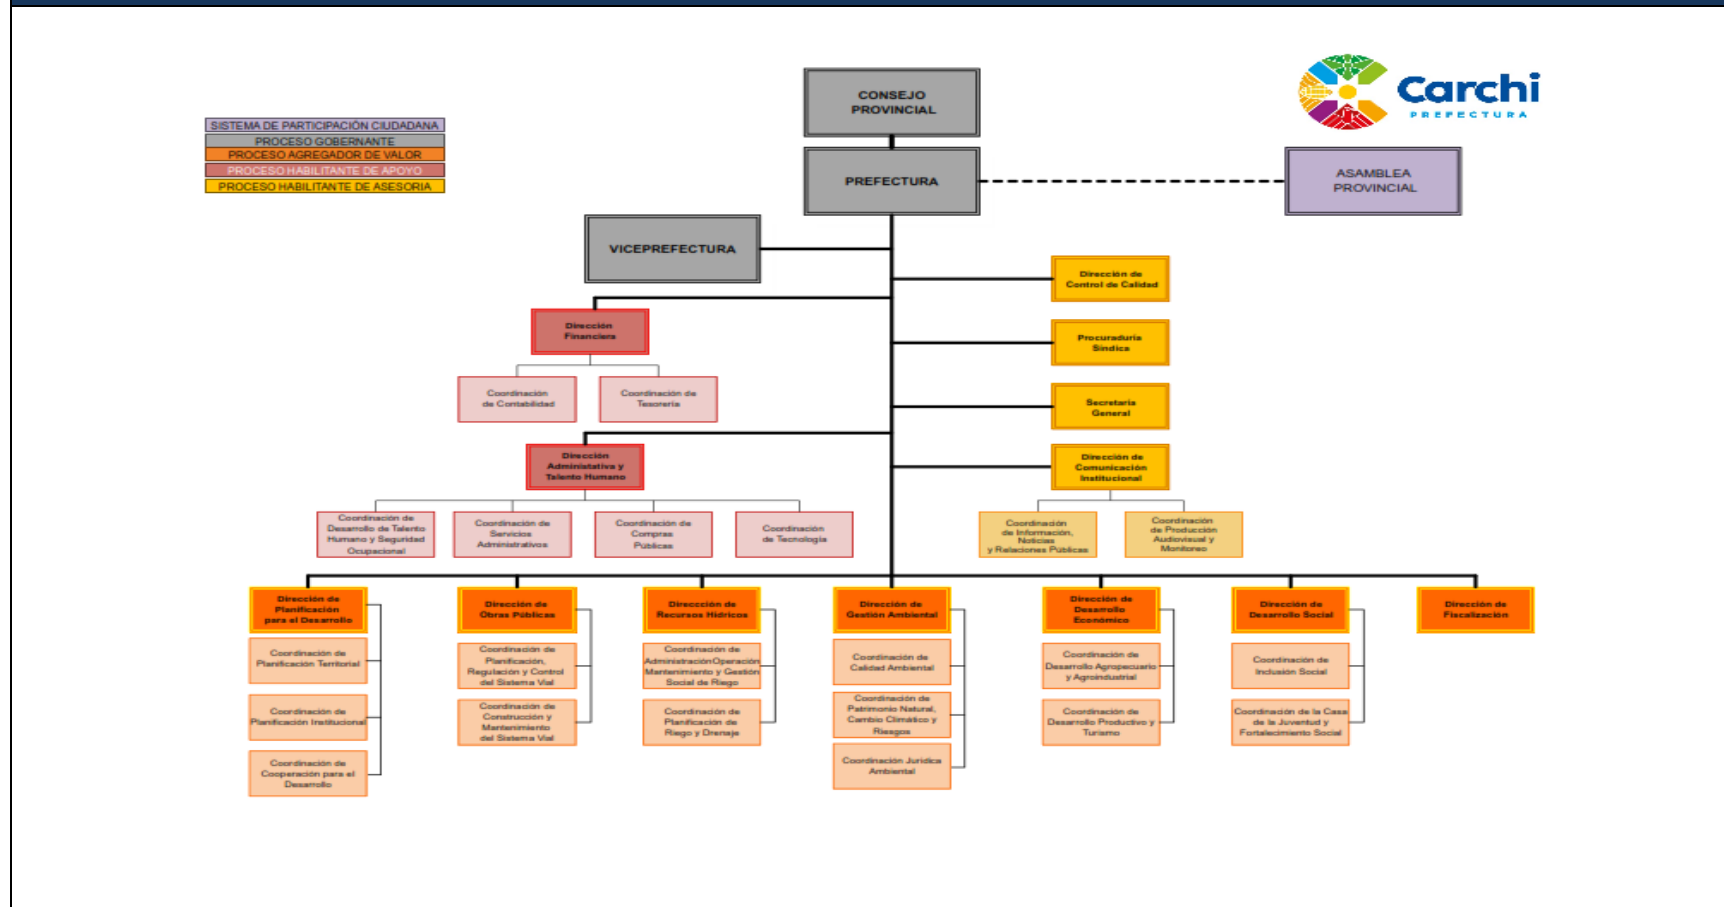 CONSEJO
PROVINCIAL
Carchi
PREFECTURA
SISTEMA DE PARTICIPACIÓN CIUDADANA
PROCESO GOBERNANTE
PROCESO AGREGADOR DE VALOR
PROCESO HABILITANTE DE APOYO
PROCESO HABILITANTE DE ASESORIA
PREFECTURA
ASAMBLEA
PROVINCIAL
VICEPREFECTURA
Dirección de
Control de Calidad
Dirección
Financiera
Procuraduría
Síndica
Coordinación
de Contabilidad
Coordinación de
Tesorería
Secretaría
General
Dirección
Administativa y
Talento Humano
Dirección de
Comunicación
Institucional
Coordinación de
Desarrollo de Talento
Humano y Seguridad
Ocupacional
Coordinación de
Servicios
Administrativos
Coordinación de
Compras
Públicas
Coordinación
de Tecnología
Coordinación
de Información,
Noticias
y Relaciones Públicas
Coordinación
de Producción
Audiovisual y
Monitoreo
Dirección de
Planificación
para el Desarrollo
Coordinación de
Planificación Territorial
Coordinación de
Planificación Institucional
Coordinación de
Cooperación para el
Desarrollo
Dirección de
Obras Públicas
Coordinación de
Planificación,
Regulación y Control
del Sistema Vial
Coordinación de
Construcción y
Mantenimiento
del Sistema Vial
Direccción de
Recursos Hídricos
Coordinación de
AdministraciónOperación
Mantenimiento y Gestión
Social de Riego
Coordinación de
Planificación de
Riego y Drenaje
Dirección de
Gestión Ambiental
Coordinación de
Calidad Ambiental
Coordinación de
Patrimonio Natural,
Cambio Climático y
Riesgos
Coordinación Jurídica
Ambiental
Dirección de
Desarrollo
Económico
Coordinación de
Desarrollo Agropecuario
y Agroindustrial
Coordinación de
Desarrollo Productivo y
Turismo
Dirección de
Desarrollo Social
Coordinación de
Inclusión Social
Coordinación de la Casa
de la Juventud y
Fortalecimiento Social
Dirección de
Fiscalización